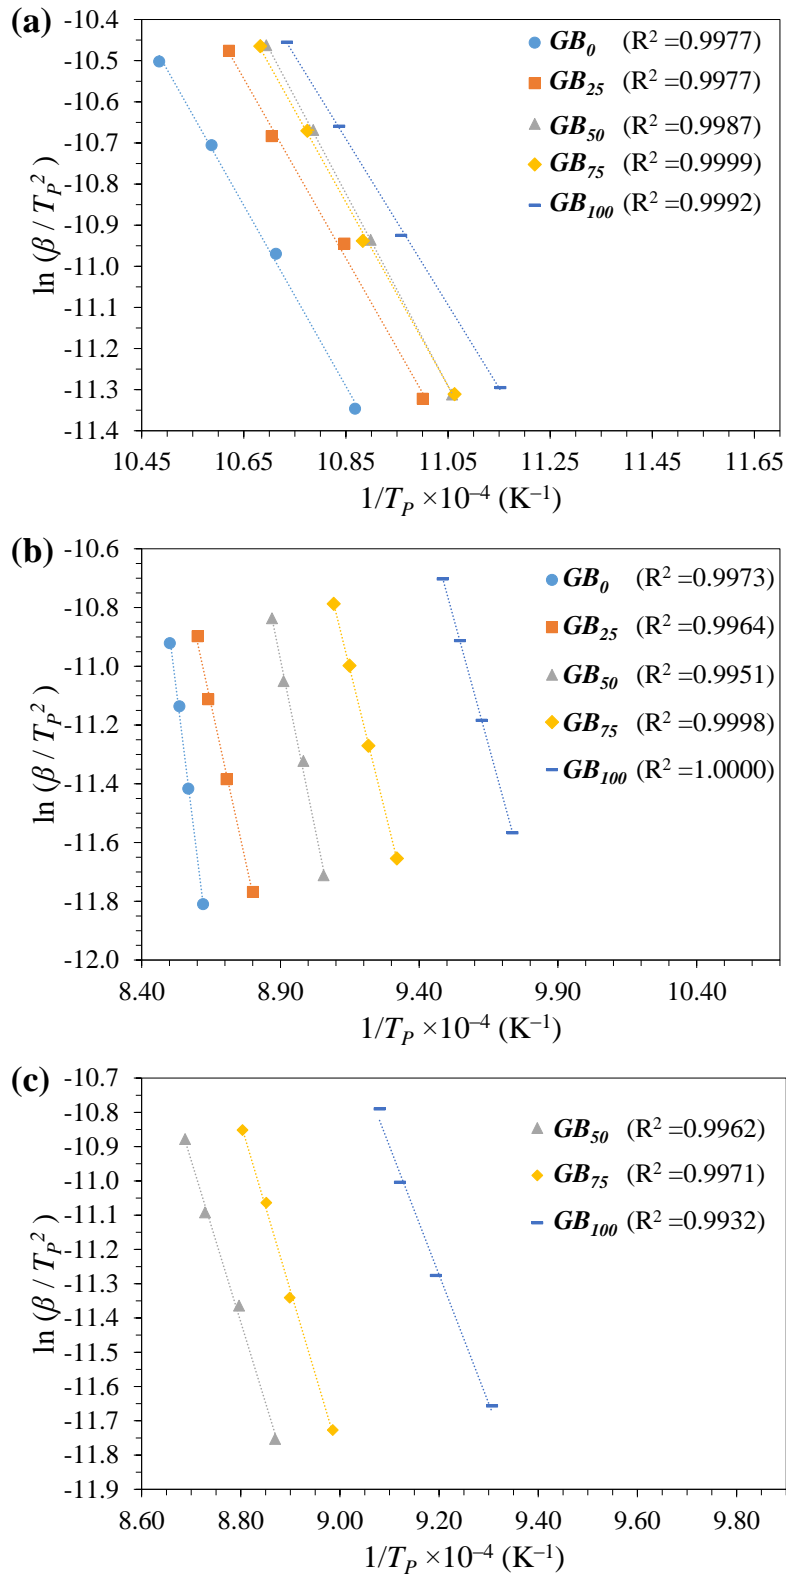 (a)
-10.4
-10.5
-10.6
-10.7
-10.8
-10.9
-11.0
-11.1
-11.2
-11.3
-11.4
ln (β / T_P²)
GB₀ (R² =0.9977)
GB₂₅ (R² =0.9977)
GB₅₀ (R² =0.9987)
GB₇₅ (R² =0.9999)
GB₁₀₀ (R² =0.9992)
10.45 10.65 10.85 11.05 11.25 11.45 11.65
1/T_P ×10⁻⁴ (K⁻¹)
(b)
-10.6
-10.8
-11.0
-11.2
-11.4
-11.6
-11.8
-12.0
ln (β / T_P²)
GB₀ (R² =0.9973)
GB₂₅ (R² =0.9964)
GB₅₀ (R² =0.9951)
GB₇₅ (R² =0.9998)
GB₁₀₀ (R² =1.0000)
8.40 8.90 9.40 9.90 10.40
1/T_P ×10⁻⁴ (K⁻¹)
(c)
-10.7
-10.8
-10.9
-11.0
-11.1
-11.2
-11.3
-11.4
-11.5
-11.6
-11.7
-11.8
-11.9
ln (β / T_P²)
GB₅₀ (R² =0.9962)
GB₇₅ (R² =0.9971)
GB₁₀₀ (R² =0.9932)
8.60 8.80 9.00 9.20 9.40 9.60 9.80
1/T_P ×10⁻⁴ (K⁻¹)